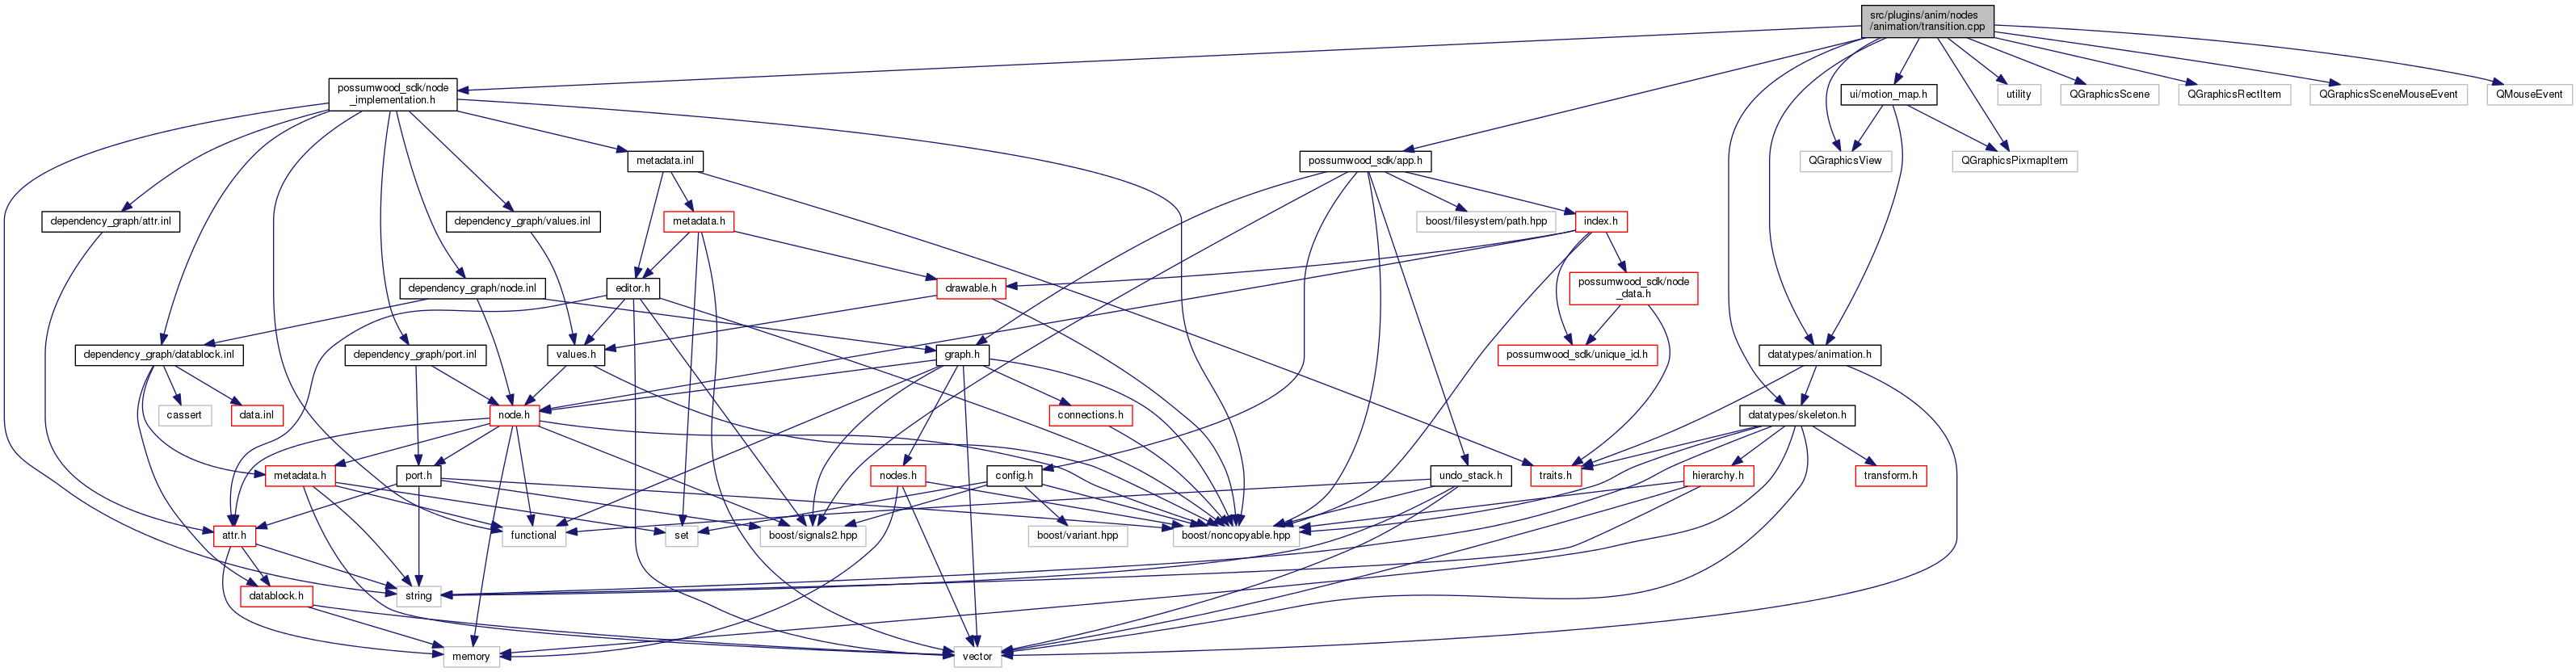 src/plugins/anim/nodes
/animation/transition.cpp
possumwood_sdk/node
_implementation.h
ui/motion_map.h
utility
QGraphicsScene
QGraphicsRectItem
QGraphicsSceneMouseEvent
QMouseEvent
metadata.inl
possumwood_sdk/app.h
QGraphicsView
QGraphicsPixmapItem
dependency_graph/attr.inl
dependency_graph/values.inl
metadata.h
boost/filesystem/path.hpp
index.h
dependency_graph/node.inl
editor.h
drawable.h
possumwood_sdk/node
_data.h
dependency_graph/datablock.inl
dependency_graph/port.inl
values.h
graph.h
possumwood_sdk/unique_id.h
datatypes/animation.h
cassert
data.inl
node.h
connections.h
datatypes/skeleton.h
metadata.h
port.h
nodes.h
config.h
undo_stack.h
traits.h
hierarchy.h
transform.h
attr.h
functional
set
boost/signals2.hpp
boost/variant.hpp
boost/noncopyable.hpp
datablock.h
string
memory
vector